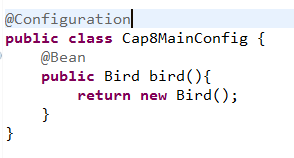 @Configuration
public class Cap8MainConfig {
    @Bean
    public Bird bird(){
        return new Bird();
    }
}